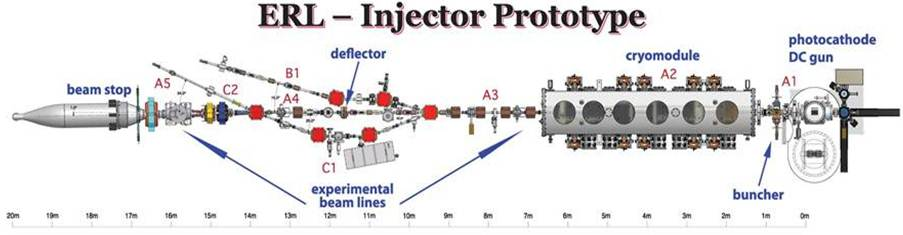 ERL – Injector Prototype
photocathode
DC gun
deflector
cryomodule
B1
A5
C2
A4
A3
A2
A1
beam stop
C1
experimental
beam lines
buncher
20m 19m 18m 17m 16m 15m 14m 13m 12m 11m 10m 9m 8m 7m 6m 5m 4m 3m 2m 1m 0m